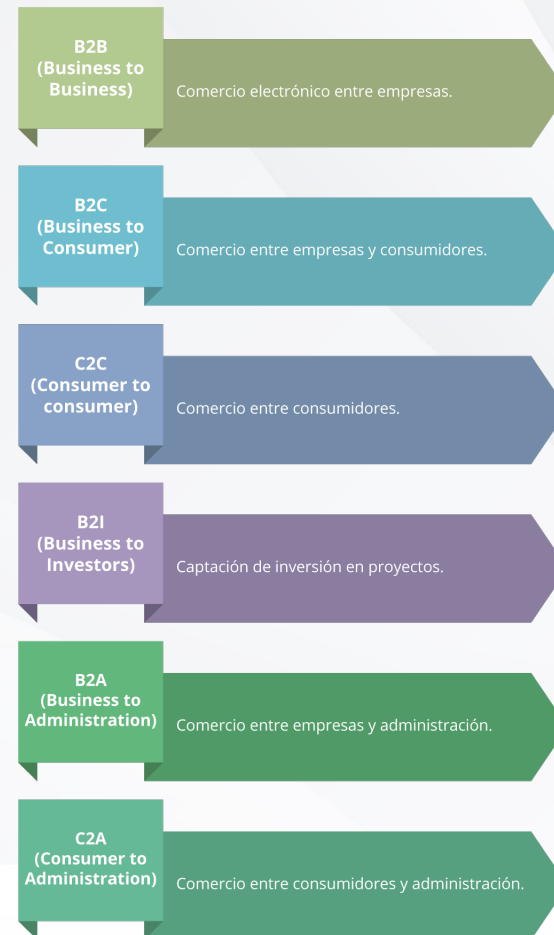 B2B
(Business to
Business)
Comercio electrónico entre empresas.
B2C
(Business to
Consumer)
Comercio entre empresas y consumidores.
C2C
(Consumer to
consumer)
Comercio entre consumidores.
B2I
(Business to
Investors)
Captación de inversión en proyectos.
B2A
(Business to
Administration)
Comercio entre empresas y administración.
C2A
(Consumer to
Administration)
Comercio entre consumidores y administración.